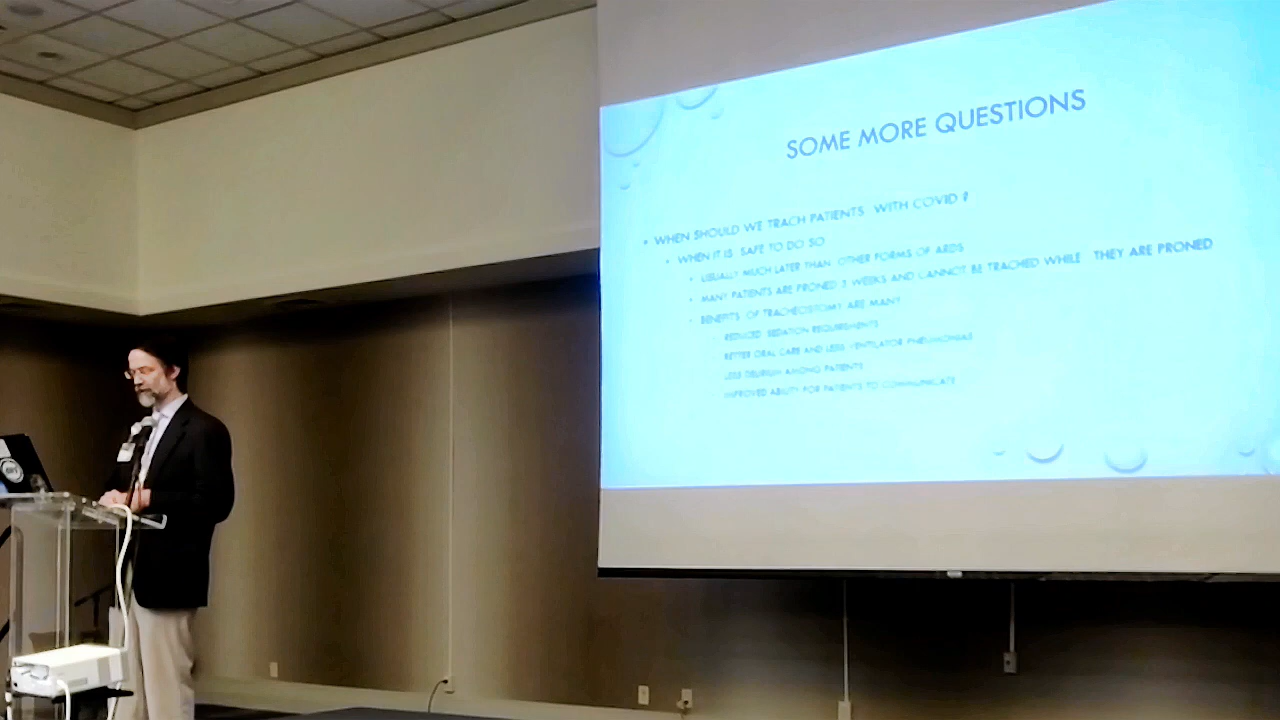 SOME MORE QUESTIONS
• WHEN SHOULD WE TRACH PATIENTS WITH COVID ?
• WHEN IT IS SAFE TO DO SO
• USUALLY MUCH LATER THAN OTHER FORMS OF ARDS
• MANY PATIENTS ARE PRONED 3 WEEKS AND CANNOT BE TRACHED WHILE THEY ARE PRONED
• BENEFITS OF TRACHEOSTOMY ARE MANY
REDUCED SEDATION REQUIREMENTS
BETTER ORAL CARE AND LESS VENTILATOR PNEUMONIAS
LESS DELIRIUM AMONG PATIENTS
IMPROVED ABILITY FOR PATIENTS TO COMMUNICATE